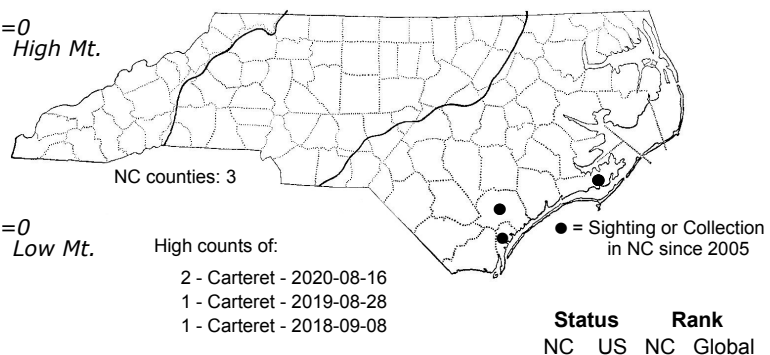 =0
High Mt.
NC counties: 3
=0
Low Mt.
High counts of:
2 - Carteret - 2020-08-16
1 - Carteret - 2019-08-28
1 - Carteret - 2018-09-08
● = Sighting or Collection
in NC since 2005
Status Rank
NC US NC Global